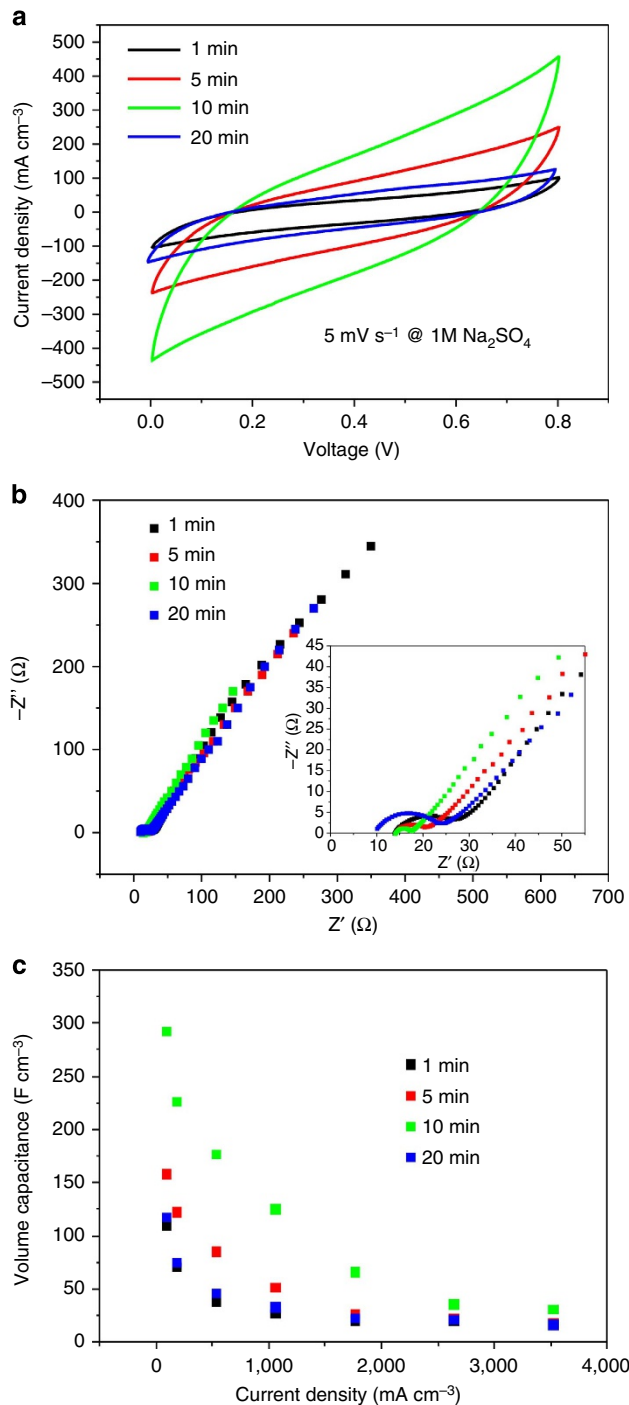 a
500
400
300
200
100
0
–100
–200
–300
–400
–500
Current density (mA cm⁻³)
1 min
5 min
10 min
20 min
5 mV s⁻¹ @ 1M Na₂SO₄
0.0 0.2 0.4 0.6 0.8
Voltage (V)
b
400
300
200
100
0
–Z″ (Ω)
1 min
5 min
10 min
20 min
45
40
35
30
25
20
15
10
5
0
–Z″ (Ω)
0 10 20 30 40 50
Z′ (Ω)
0 100 200 300 400 500 600 700
Z′ (Ω)
c
350
300
250
200
150
100
50
0
Volume capacitance (F cm⁻³)
1 min
5 min
10 min
20 min
0 1,000 2,000 3,000 4,000
Current density (mA cm⁻³)